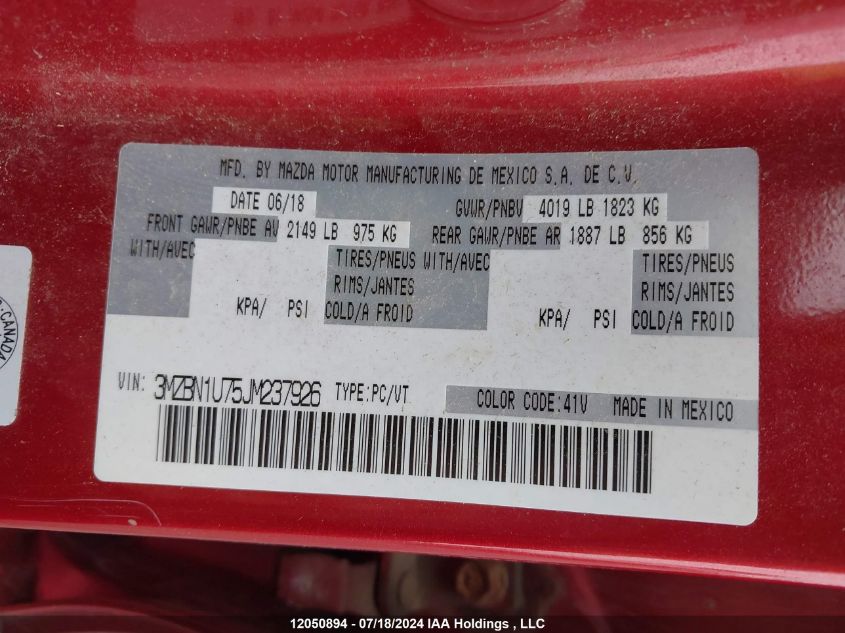 MFD. BY MAZDA MOTOR MANUFACTURING DE MEXICO S.A. DE C.V.
DATE 06/18 GVWR/PNBV 4019 LB 1823 KG
FRONT GAWR/PNBE AV 2149 LB 975 KG REAR GAWR/PNBE AR 1887 LB 856 KG
WITH/AVEC TIRES/PNEUS WITH/AVEC TIRES/PNEUS
RIMS/JANTES RIMS/JANTES
KPA/ PSI COLD/A FROID KPA/ PSI COLD/A FROID
CANADA
VIN: 3MZBN1U75JM237926 TYPE:PC/VT COLOR CODE:41V MADE IN MEXICO
12050894 - 07/18/2024 IAA Holdings , LLC